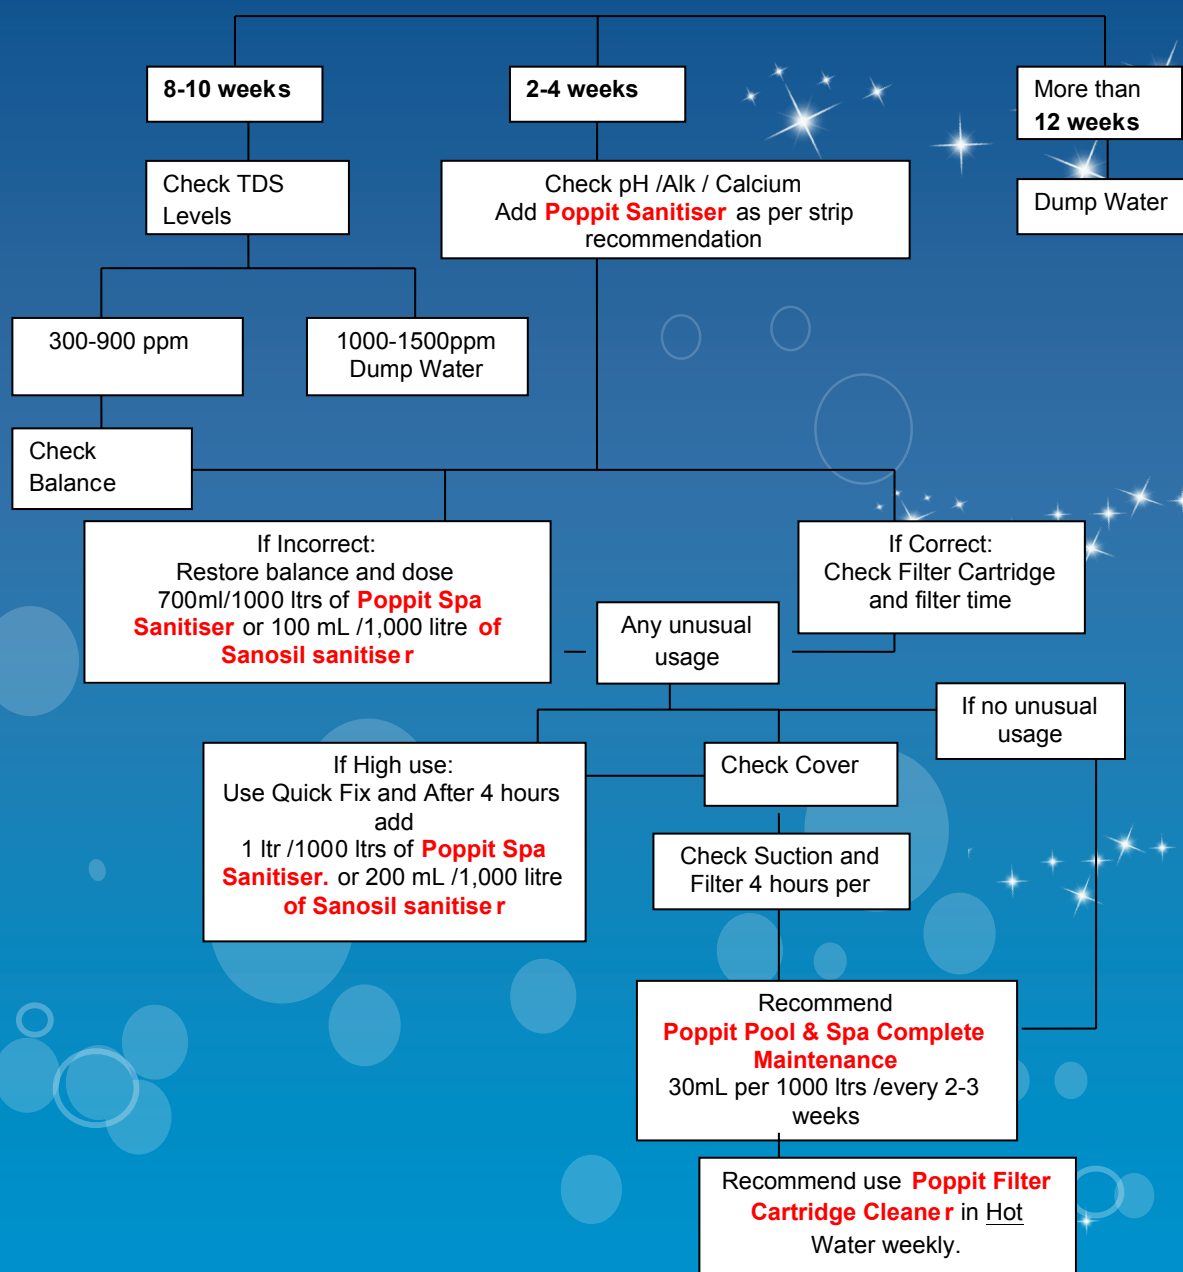 8-10 weeks
2-4 weeks
More than
12 weeks
Check TDS
Levels
Check pH /Alk / Calcium
Add Poppit Sanitiser as per strip
recommendation
Dump Water
300-900 ppm
1000-1500ppm
Dump Water
Check
Balance
If Incorrect:
Restore balance and dose
700ml/1000 ltrs of Poppit Spa
Sanitiser or 100 mL /1,000 litre of
Sanosil sanitiser
If Correct:
Check Filter Cartridge
and filter time
Any unusual
usage
If no unusual
usage
If High use:
Use Quick Fix and After 4 hours
add
1 ltr /1000 ltrs of Poppit Spa
Sanitiser. or 200 mL /1,000 litre
of Sanosil sanitiser
Check Cover
Check Suction and
Filter 4 hours per
Recommend
Poppit Pool & Spa Complete
Maintenance
30mL per 1000 ltrs /every 2-3
weeks
Recommend use Poppit Filter
Cartridge Cleaner in Hot
Water weekly.